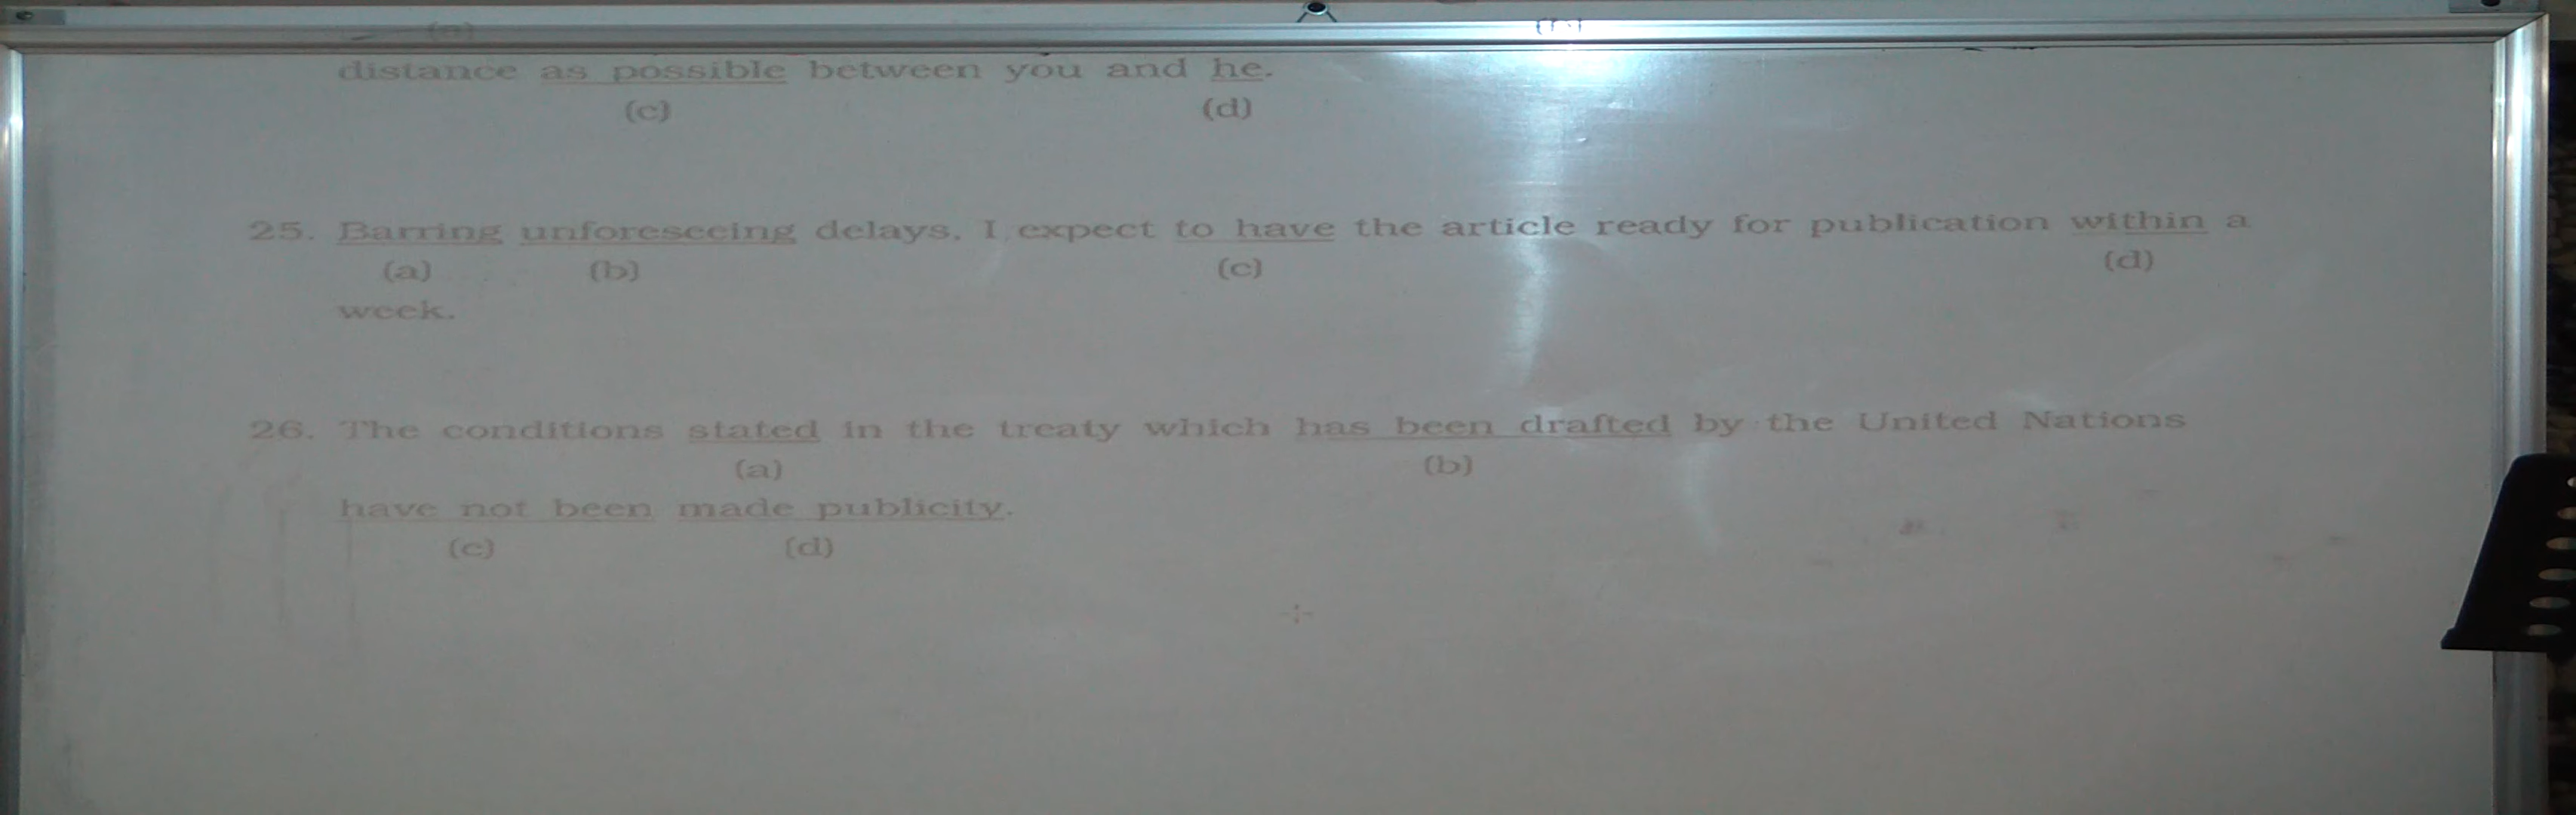 (a) (b)
distance as possible between you and he.
(c) (d)
25. Barring unforeseeing delays, I expect to have the article ready for publication within a
(a) (b) (c) (d)
week.
26. The conditions stated in the treaty which has been drafted by the United Nations
(a) (b)
have not been made publicity.
(c) (d)